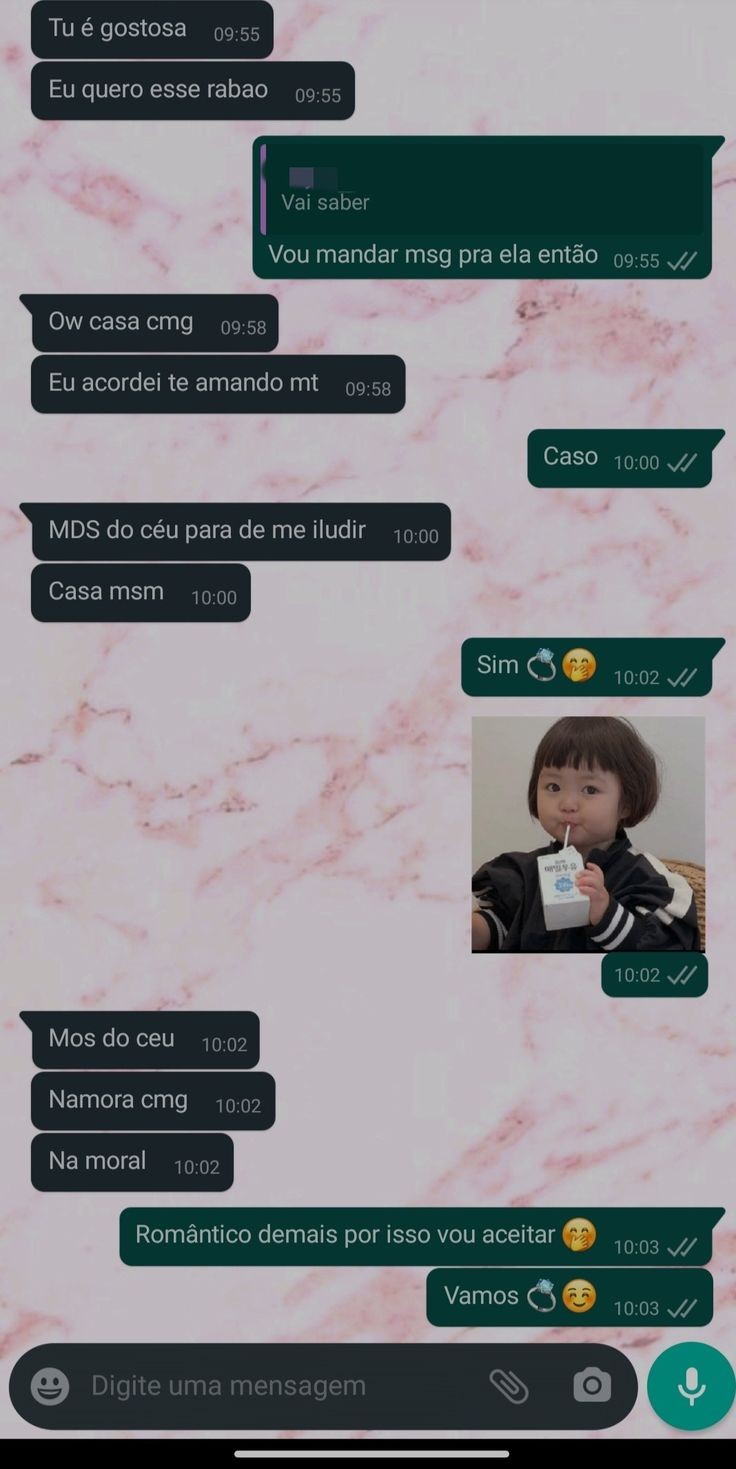 Tu é gostosa 09:55
Eu quero esse rabao 09:55
Vai saber
Vou mandar msg pra ela então 09:55
Ow casa cmg 09:58
Eu acordei te amando mt 09:58
Caso 10:00
MDS do céu para de me iludir 10:00
Casa msm 10:00
Sim 💍🤭 10:02
매일우유
10:02
Mos do ceu 10:02
Namora cmg 10:02
Na moral 10:02
Romântico demais por isso vou aceitar 🤭 10:03
Vamos 💍☺️ 10:03
Digite uma mensagem